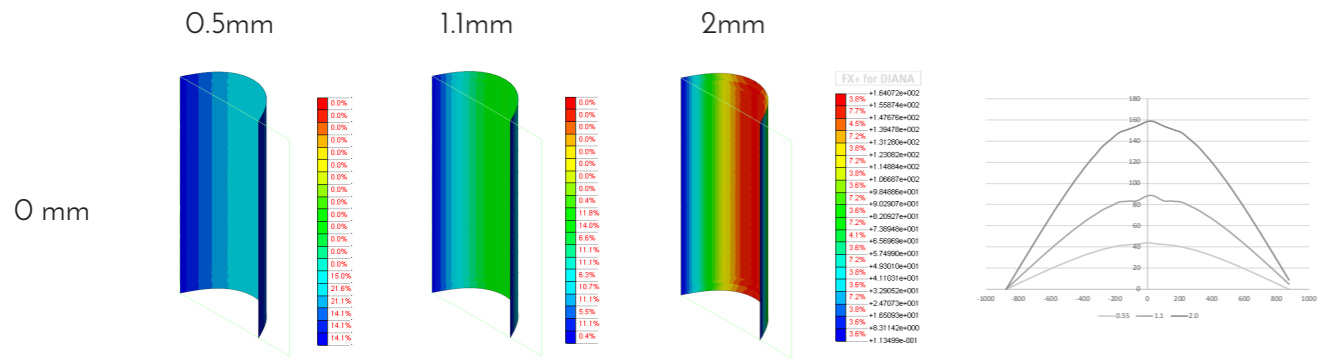 0.5mm
1.1mm
2mm
0 mm
0.0%
0.0%
0.0%
0.0%
0.0%
0.0%
0.0%
0.0%
0.0%
0.0%
0.0%
0.0%
0.0%
0.0%
15.0%
21.6%
21.1%
14.1%
14.1%
14.1%
0.0%
0.0%
0.0%
0.0%
0.0%
0.0%
0.0%
0.0%
0.4%
11.8%
14.0%
6.6%
11.1%
11.1%
6.3%
10.7%
11.1%
5.5%
11.1%
0.4%
FX+ for DIANA
+1.64072e+002
3.8%
+1.55874e+002
7.7%
+1.47676e+002
4.5%
+1.39478e+002
7.2%
+1.31280e+002
3.8%
+1.23082e+002
7.2%
+1.14884e+002
3.8%
+1.06687e+002
3.6%
+9.84886e+001
7.2%
+9.02907e+001
3.6%
+8.20927e+001
7.2%
+7.38948e+001
4.1%
+6.56969e+001
3.6%
+5.74990e+001
7.2%
+4.93010e+001
3.8%
+4.11031e+001
3.6%
+3.29052e+001
7.2%
+2.47073e+001
3.8%
+1.65093e+001
3.6%
+8.31142e+000
3.6%
+1.13499e-001
180
160
140
120
100
80
60
40
20
0
-1000 -800 -600 -400 -200 0 200 400 600 800 1000
0.55 1.1 2.0